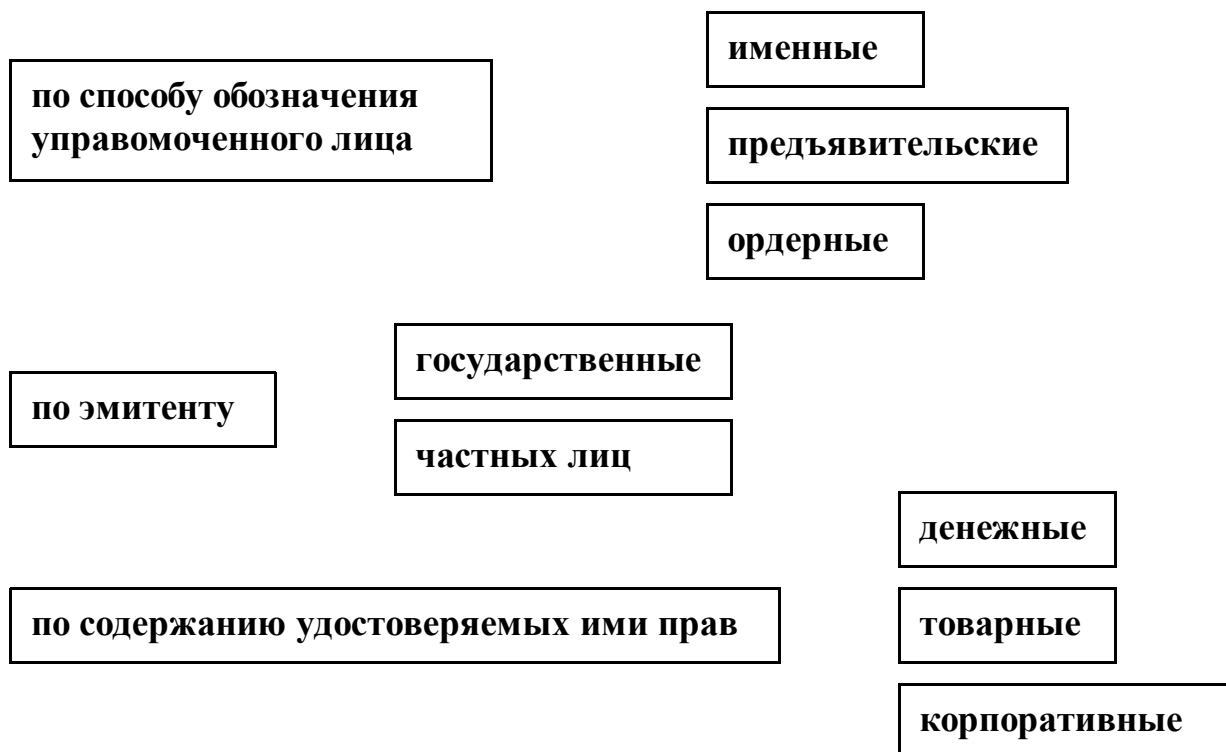 именные
по способу обозначения
управомоченного лица
предъявительские
ордерные
государственные
по эмитенту
частных лиц
денежные
по содержанию удостоверяемых ими прав
товарные
корпоративные